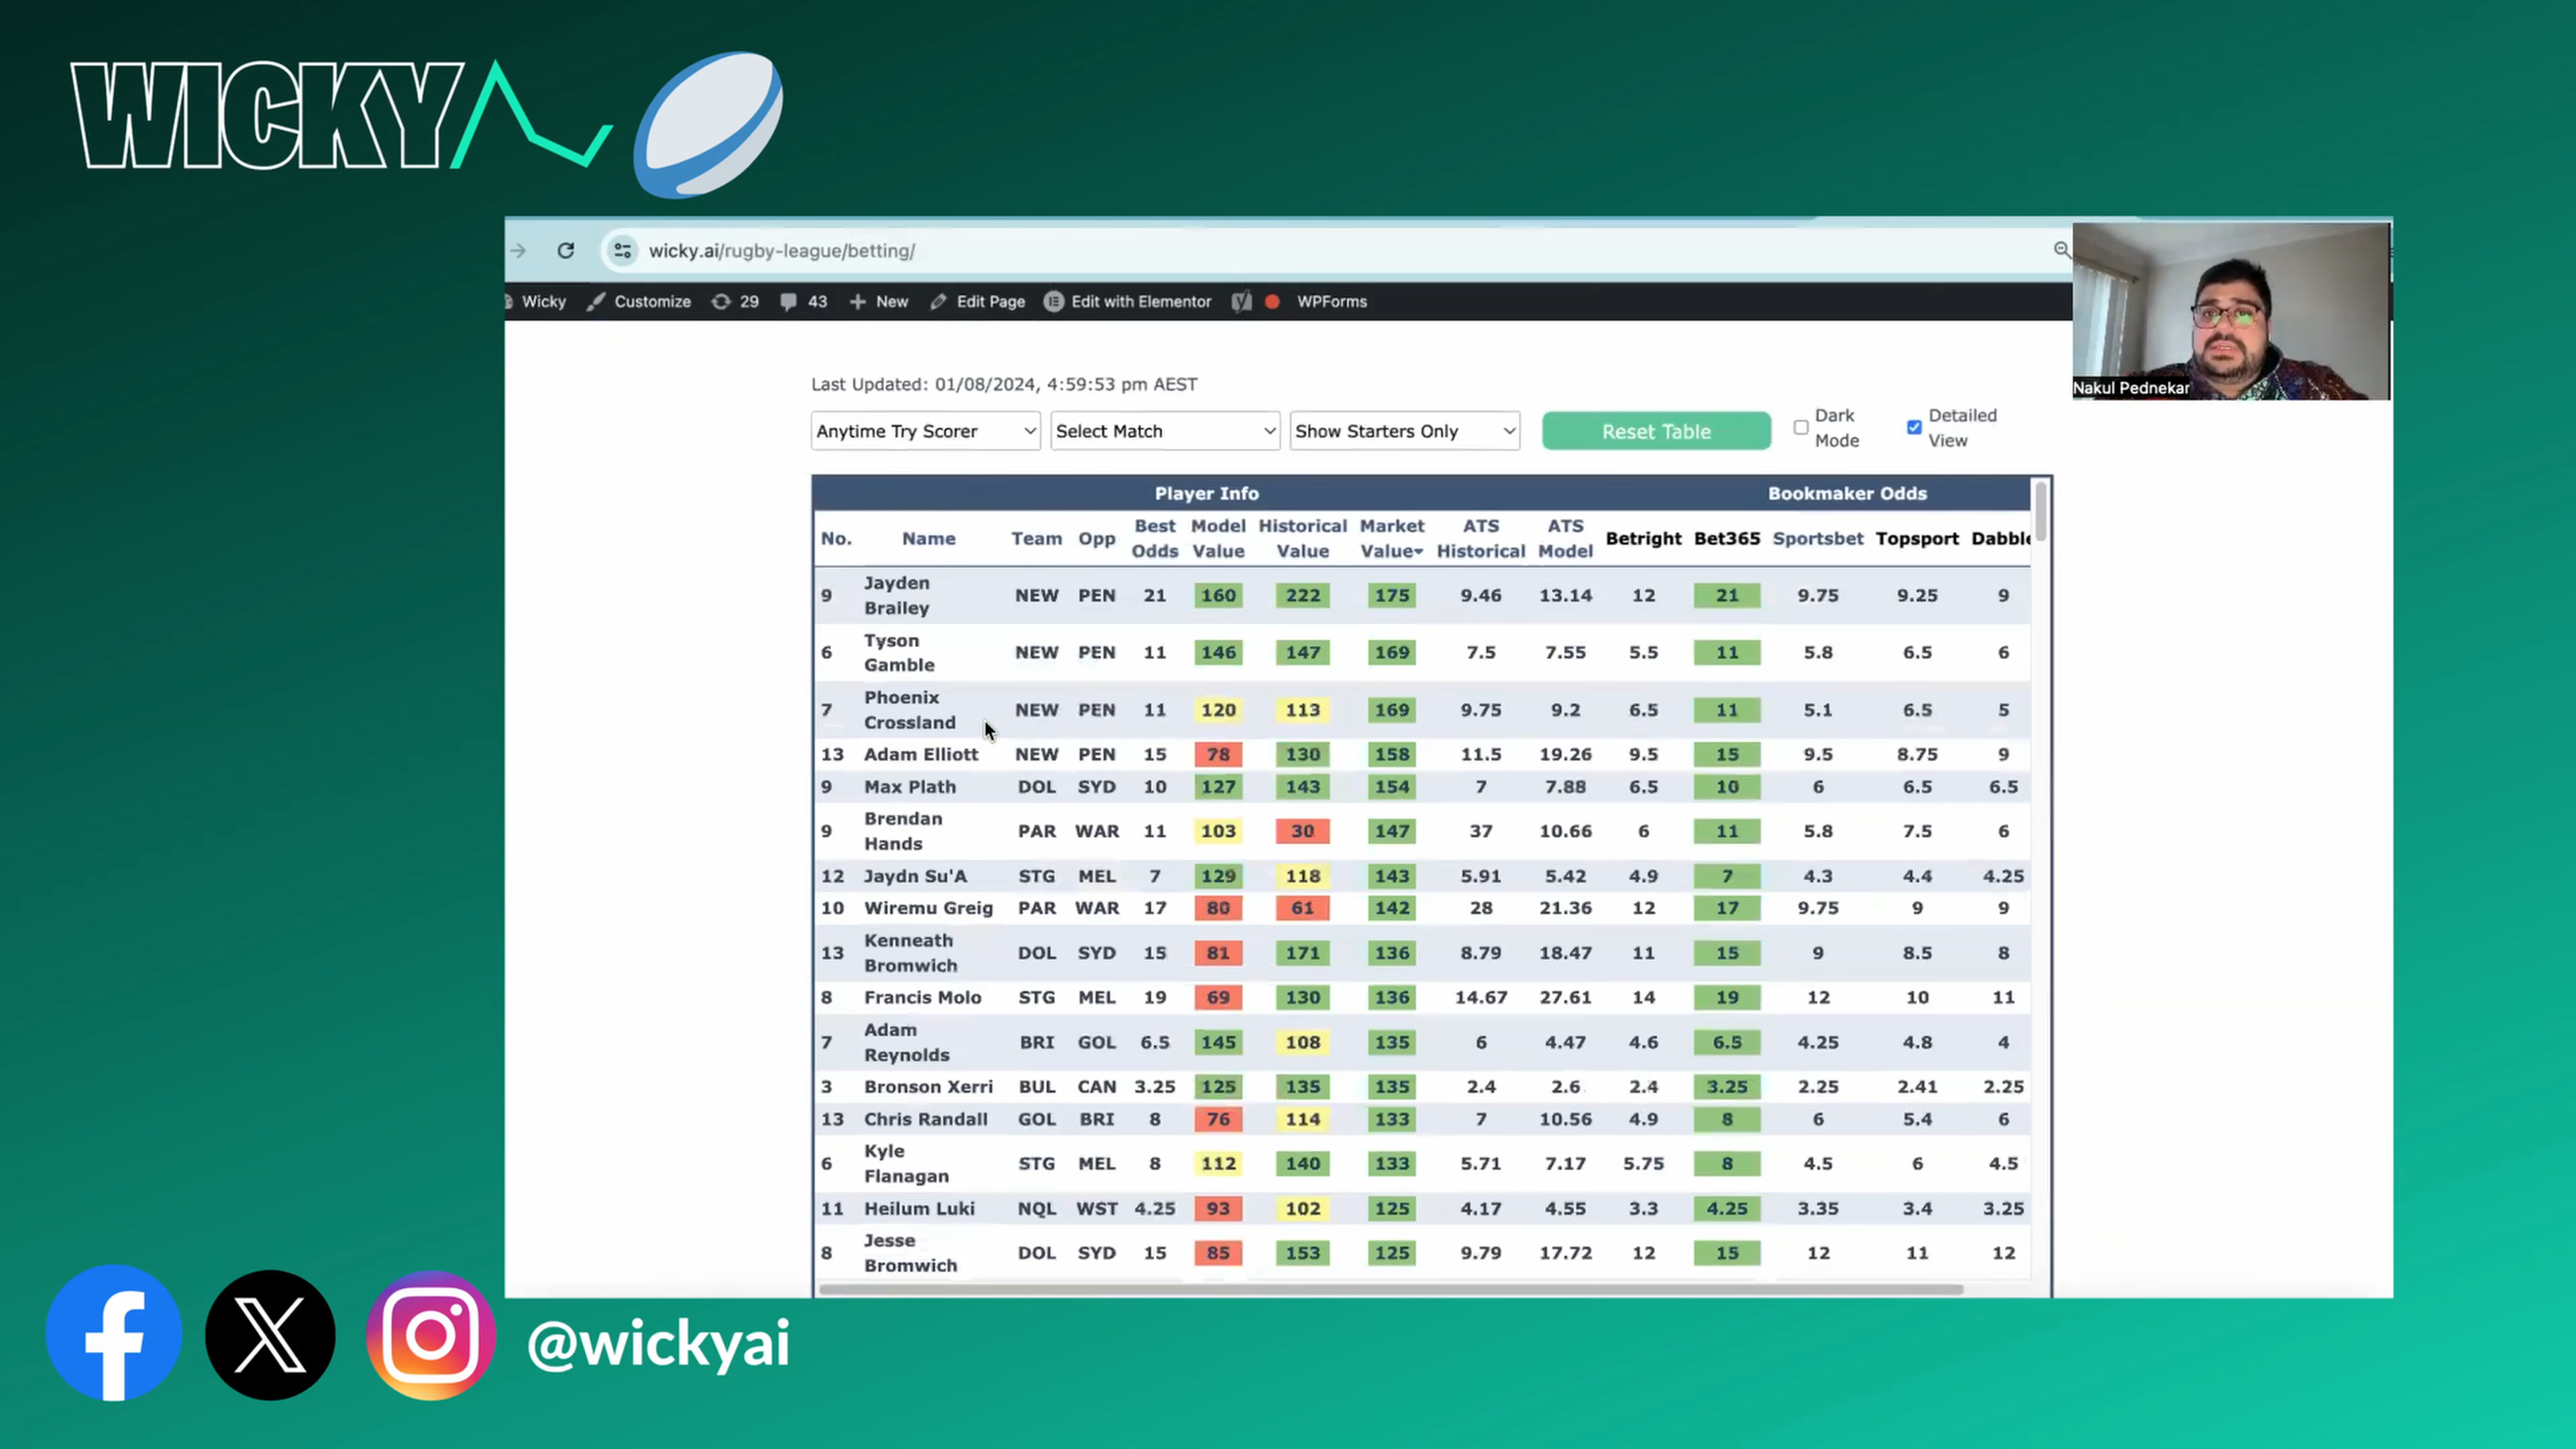 WICKY
wicky.ai/rugby-league/betting/
Wicky Customize 29 43 New Edit Page Edit with Elementor WPForms
Nakul Pednekar
Last Updated: 01/08/2024, 4:59:53 pm AEST
Anytime Try Scorer Select Match Show Starters Only Reset Table Dark Mode Detailed View
Player Info Bookmaker Odds
No. Name Team Opp Best Odds Model Value Historical Value Market Value ATS Historical ATS Model Betright Bet365 Sportsbet Topsport Dabble
9 Jayden Brailey NEW PEN 21 160 222 175 9.46 13.14 12 21 9.75 9.25 9
6 Tyson Gamble NEW PEN 11 146 147 169 7.5 7.55 5.5 11 5.8 6.5 6
7 Phoenix Crossland NEW PEN 11 120 113 169 9.75 9.2 6.5 11 5.1 6.5 5
13 Adam Elliott NEW PEN 15 78 130 158 11.5 19.26 9.5 15 9.5 8.75 9
9 Max Plath DOL SYD 10 127 143 154 7 7.88 6.5 10 6 6.5 6.5
9 Brendan Hands PAR WAR 11 103 30 147 37 10.66 6 11 5.8 7.5 6
12 Jaydn Su'A STG MEL 7 129 118 143 5.91 5.42 4.9 7 4.3 4.4 4.25
10 Wiremu Greig PAR WAR 17 80 61 142 28 21.36 12 17 9.75 9 9
13 Kenneath Bromwich DOL SYD 15 81 171 136 8.79 18.47 11 15 9 8.5 8
8 Francis Molo STG MEL 19 69 130 136 14.67 27.61 14 19 12 10 11
7 Adam Reynolds BRI GOL 6.5 145 108 135 6 4.47 4.6 6.5 4.25 4.8 4
3 Bronson Xerri BUL CAN 3.25 125 135 135 2.4 2.6 2.4 3.25 2.25 2.41 2.25
13 Chris Randall GOL BRI 8 76 114 133 7 10.56 4.9 8 6 5.4 6
6 Kyle Flanagan STG MEL 8 112 140 133 5.71 7.17 5.75 8 4.5 6 4.5
11 Heilum Luki NQL WST 4.25 93 102 125 4.17 4.55 3.3 4.25 3.35 3.4 3.25
8 Jesse Bromwich DOL SYD 15 85 153 125 9.79 17.72 12 15 12 11 12
@wickyai